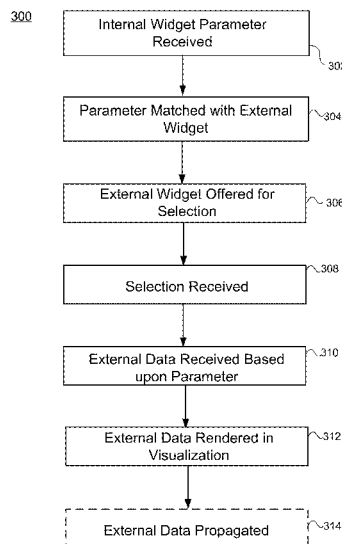 300
Internal Widget Parameter
Received
302
Parameter Matched with External
Widget
304
External Widget Offered for
Selection
306
Selection Received
308
External Data Received Based
upon Parameter
310
External Data Rendered in
Visualization
312
External Data Propagated
314